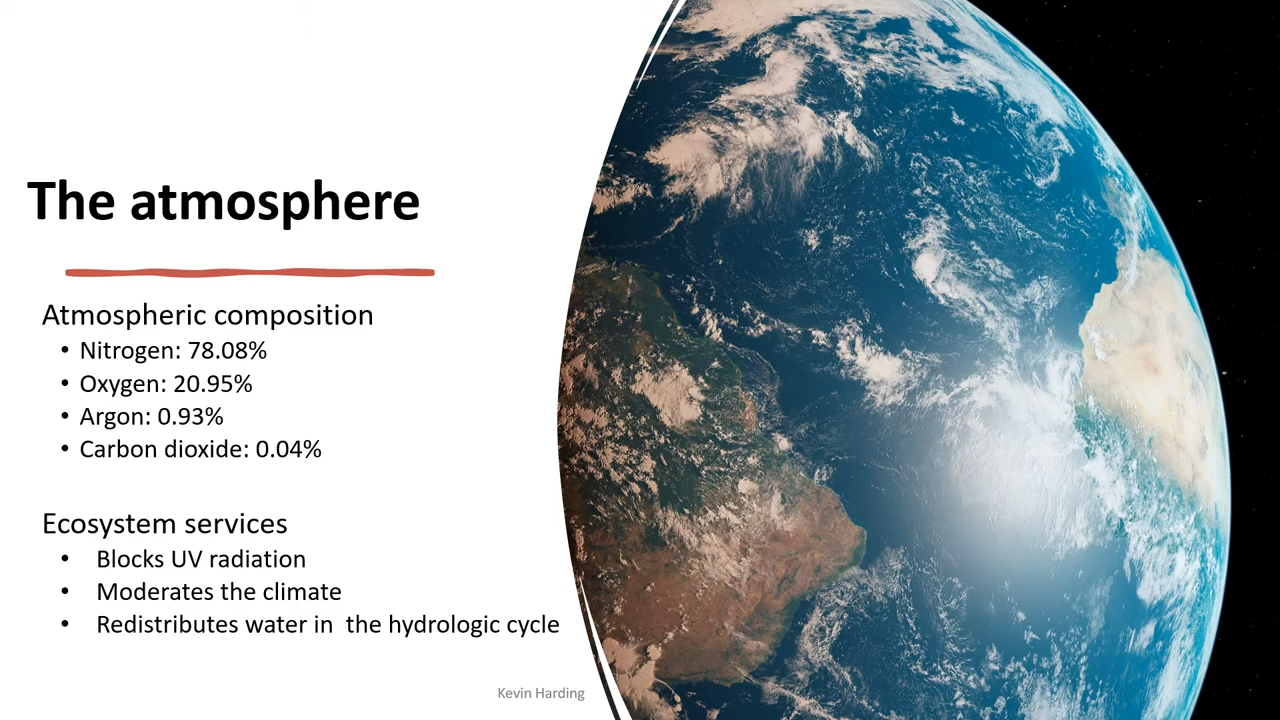 The atmosphere
Atmospheric composition
• Nitrogen: 78.08%
• Oxygen: 20.95%
• Argon: 0.93%
• Carbon dioxide: 0.04%
Ecosystem services
• Blocks UV radiation
• Moderates the climate
• Redistributes water in  the hydrologic cycle
Kevin Harding